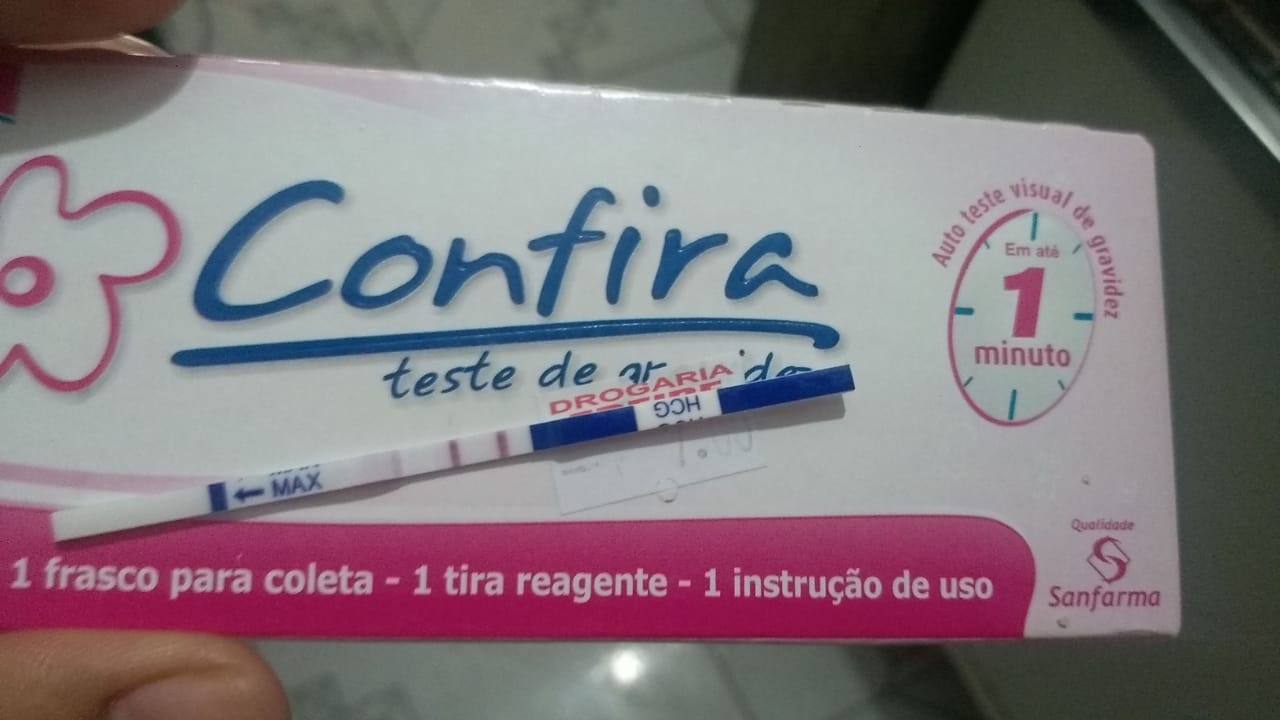 Confira
teste de gr
DROGARIA
HCG
MAX
Auto teste visual de gravidez
Em até
1
minuto
1 frasco para coleta - 1 tira reagente - 1 instrução de uso
Qualidade
Sanfarma